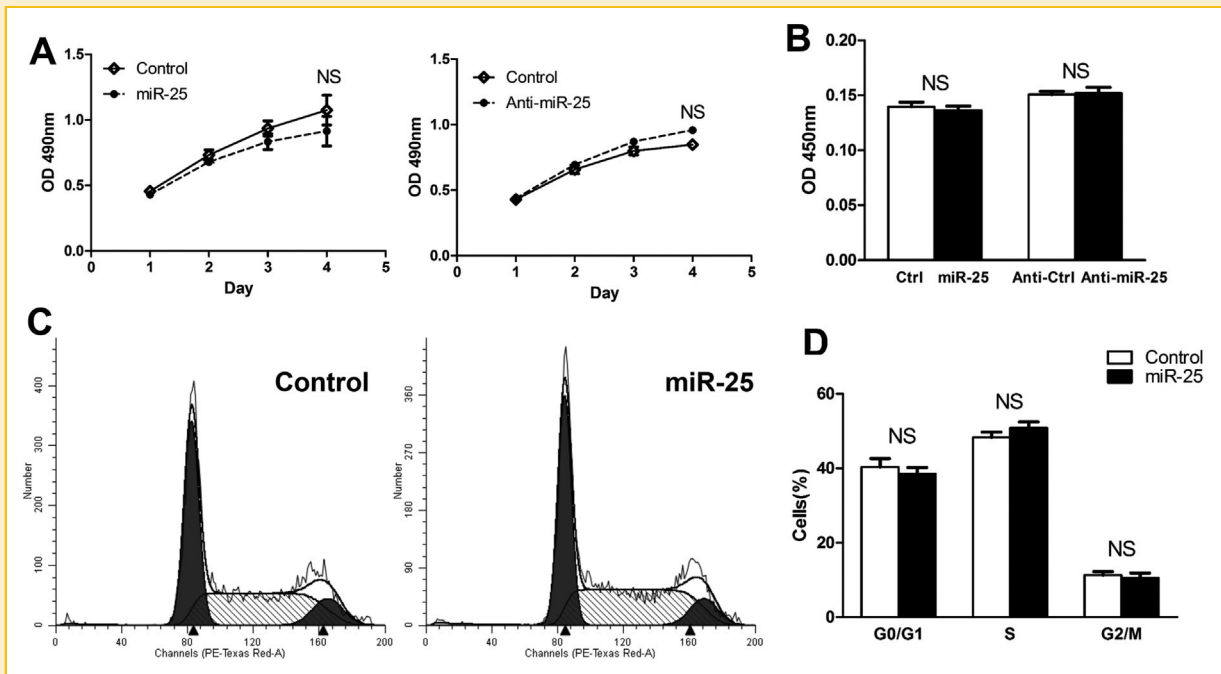 A
1.5
1.0
0.5
0.0
OD 490nm
Control
miR-25
NS
0 1 2 3 4 5
Day
1.5
1.0
0.5
0.0
OD 490nm
Control
Anti-miR-25
NS
0 1 2 3 4 5
Day
B
0.20
0.15
0.10
0.05
0.00
OD 450nm
NS
NS
Ctrl miR-25 Anti-Ctrl Anti-miR-25
C
Control
400
300
200
100
0
Number
0 40 80 120 160 200
Channels (PE-Texas Red-A)
miR-25
360
270
180
90
0
Number
0 40 80 120 160 200
Channels (PE-Texas Red-A)
D
Control
miR-25
60
40
20
0
Cells(%)
NS
NS
NS
G0/G1 S G2/M